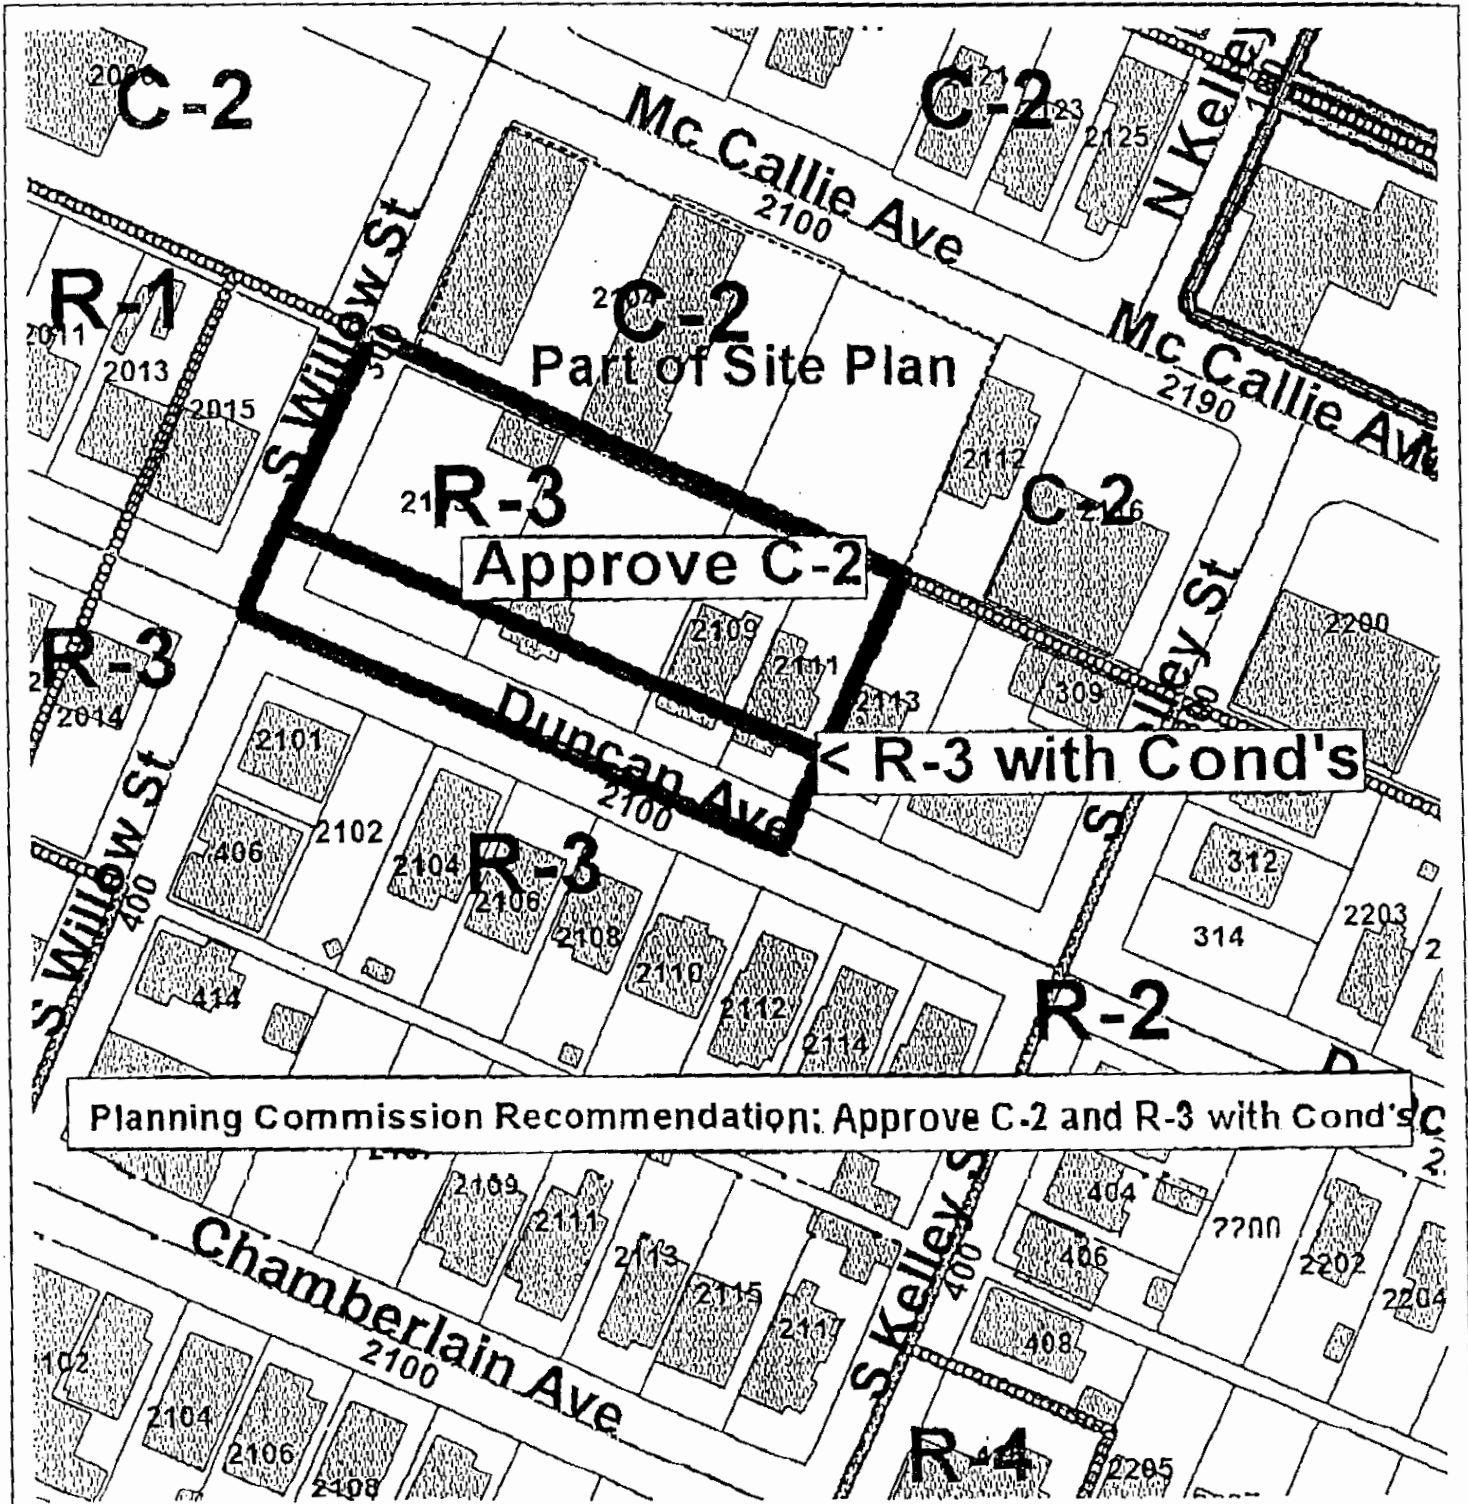 C-2
C-2
2123
2125
N Kelley
Mc Callie Ave
2100
S Willow St
R-1
2011
2013
2015
C-2
Part of Site Plan
Mc Callie Ave
2190
2112
C-2
2116
R-3
Approve C-2
2109
2111
2113
309
2200
R-3
2014
< R-3 with Cond's
Duncan Ave
2100
2101
2102
406
2104
R-3
2106
2108
2110
2112
2114
312
314
2203
S Willow St
400
414
R-2
Planning Commission Recommendation: Approve C-2 and R-3 with Cond's
2109
2111
2113
2115
2117
S Kelley S
400
404
406
408
2200
2202
2204
Chamberlain Ave
2100
102
2104
2106
2108
R-4
2205